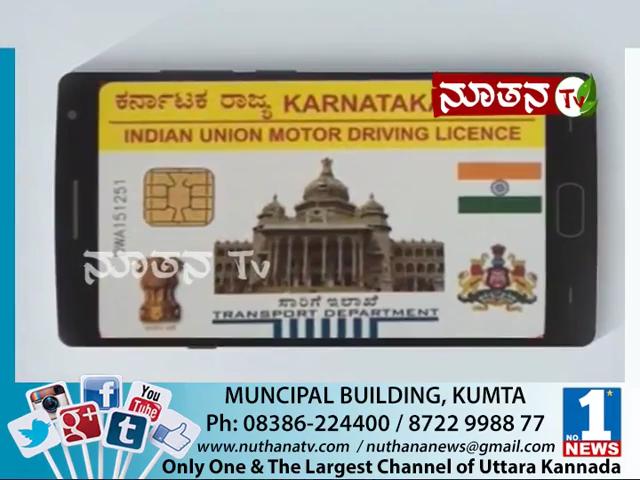 ಕರ್ನಾಟಕ ರಾಜ್ಯ KARNATAKA
ನೂತನ Tv
INDIAN UNION MOTOR DRIVING LICENCE
ನೂತನ Tv
ಸಾರಿಗೆ ಇಲಾಖೆ
TRANSPORT DEPARTMENT
MUNCIPAL BUILDING, KUMTA
Ph: 08386-224400 / 8722 9988 77
www.nuthanatv.com / nuthananews@gmail.com
Only One & The Largest Channel of Uttara Kannada
You
Tube
f
g+
t
NO 1
NEWS